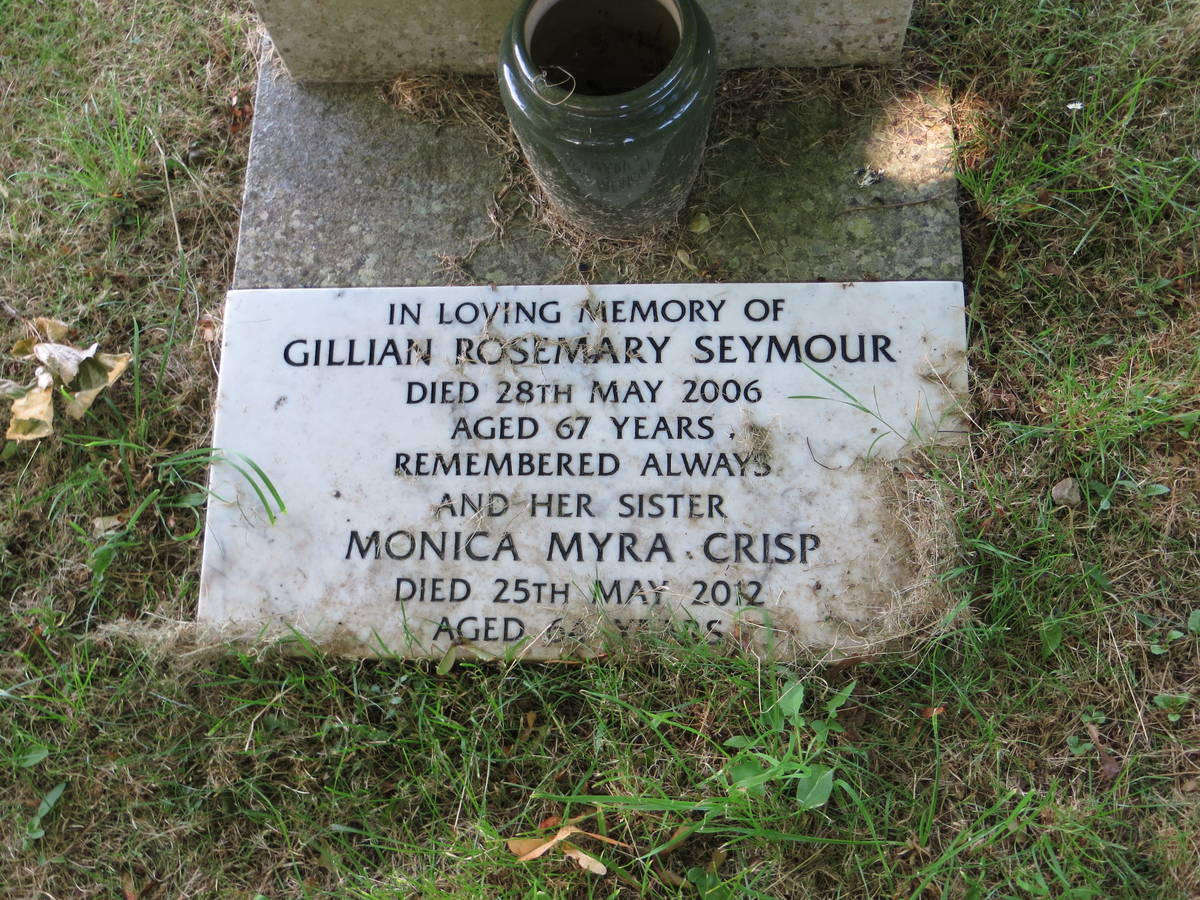 IN LOVING MEMORY OF
GILLIAN ROSEMARY SEYMOUR
DIED 28TH MAY 2006
AGED 67 YEARS
REMEMBERED ALWAYS
AND HER SISTER
MONICA MYRA CRISP
DIED 25TH MAY 2012
AGED YEARS